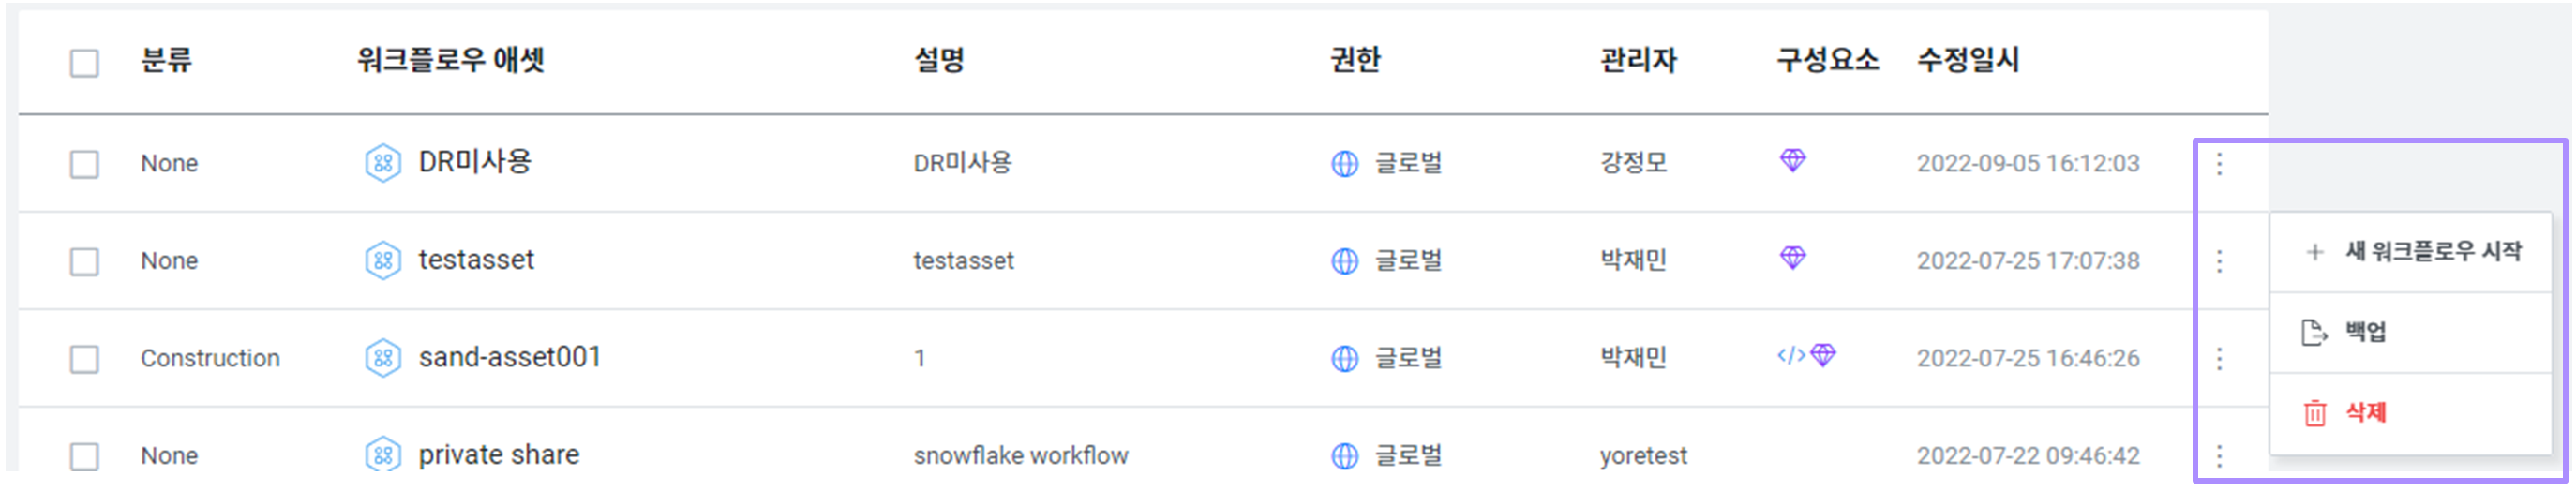 분류 워크플로우 애셋 설명 권한 관리자 구성요소 수정일시
None DR미사용 DR미사용 글로벌 강정모 2022-09-05 16:12:03
None testasset testasset 글로벌 박재민 2022-07-25 17:07:38
새 워크플로우 시작
백업
Construction sand-asset001 1 글로벌 박재민 </> 2022-07-25 16:46:26
삭제
None private share snowflake workflow 글로벌 yoretest 2022-07-22 09:46:42